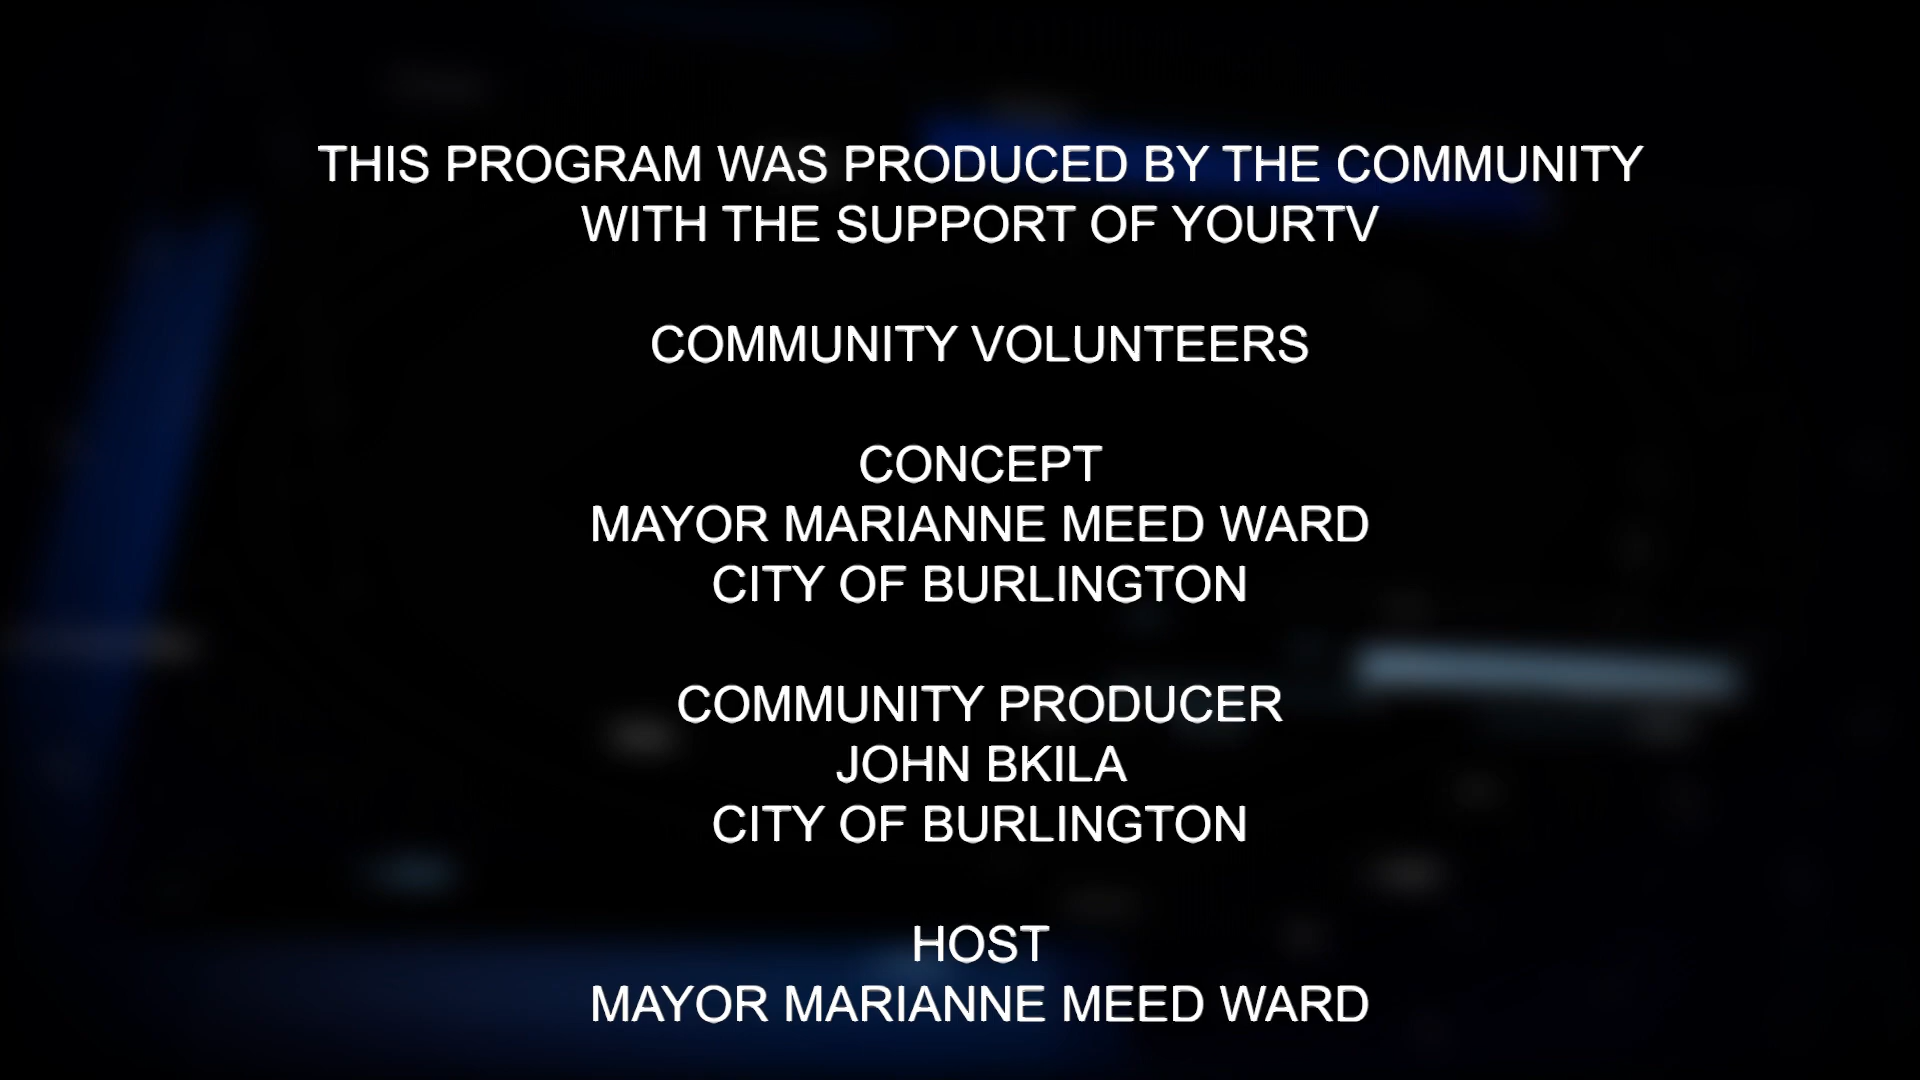 THIS PROGRAM WAS PRODUCED BY THE COMMUNITY
WITH THE SUPPORT OF YOURTV
COMMUNITY VOLUNTEERS
CONCEPT
MAYOR MARIANNE MEED WARD
CITY OF BURLINGTON
COMMUNITY PRODUCER
JOHN BKILA
CITY OF BURLINGTON
HOST
MAYOR MARIANNE MEED WARD